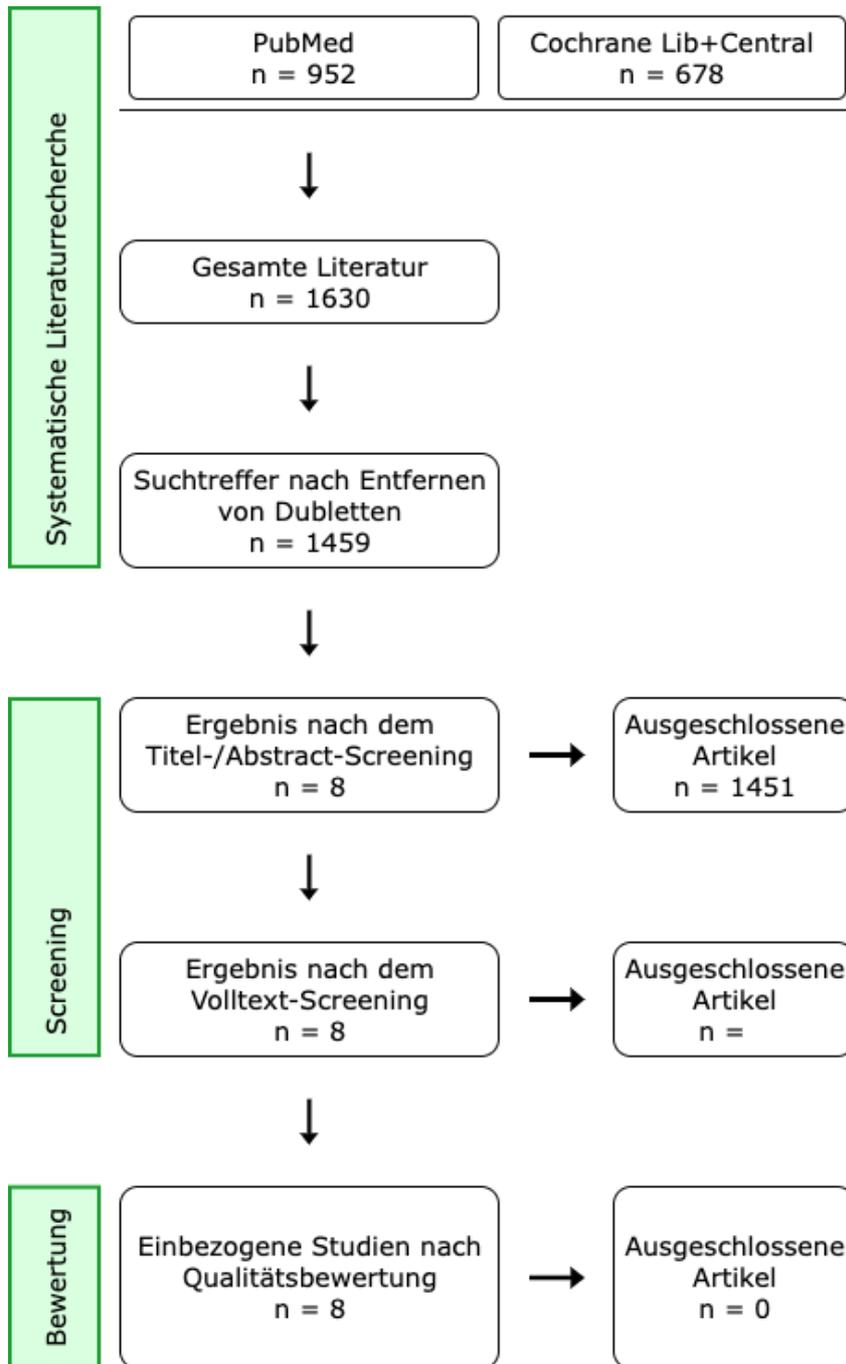 Systematische Literaturrecherche
PubMed
n = 952
Cochrane Lib+Central
n = 678
Gesamte Literatur
n = 1630
Suchtreffer nach Entfernen
von Dubletten
n = 1459
Screening
Ergebnis nach dem
Titel-/Abstract-Screening
n = 8
Ausgeschlossene
Artikel
n = 1451
Ergebnis nach dem
Volltext-Screening
n = 8
Ausgeschlossene
Artikel
n =
Bewertung
Einbezogene Studien nach
Qualitätsbewertung
n = 8
Ausgeschlossene
Artikel
n = 0